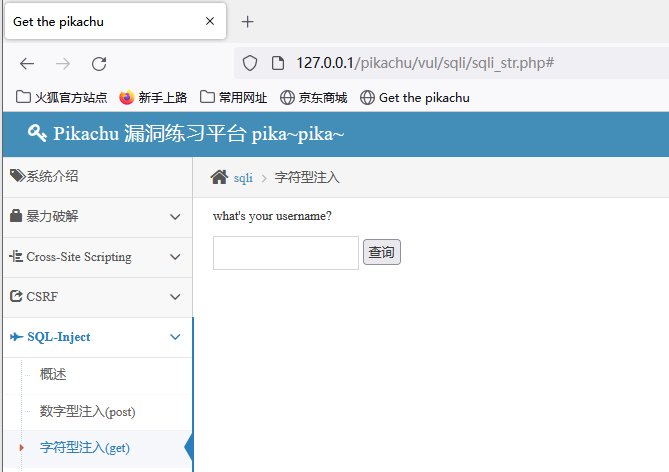 Get the pikachu
127.0.0.1/pikachu/vul/sqli/sqli_str.php#
火狐官方站点 新手上路 常用网址 京东商城 Get the pikachu
Pikachu 漏洞练习平台 pika~pika~
系统介绍
sqli 字符型注入
暴力破解
what's your username?
查询
Cross-Site Scripting
CSRF
SQL-Inject
概述
数字型注入(post)
字符型注入(get)